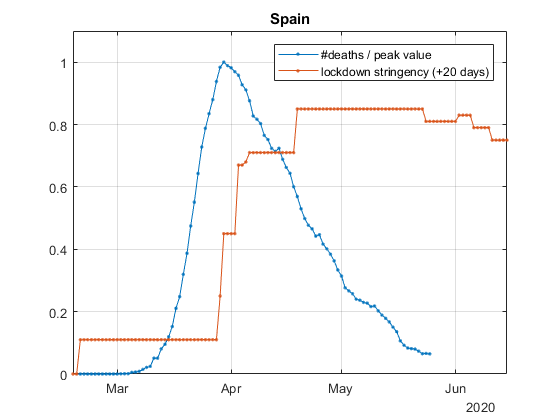 Spain
#deaths / peak value
lockdown stringency (+20 days)
1
0.8
0.6
0.4
0.2
0
Mar Apr May Jun
2020